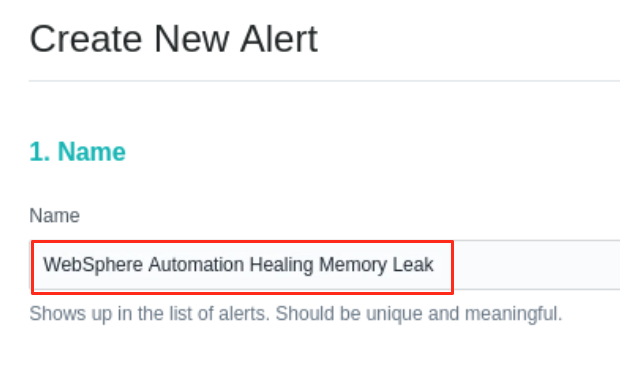 Create New Alert
1. Name
Name
WebSphere Automation Healing Memory Leak
Shows up in the list of alerts. Should be unique and meaningful.